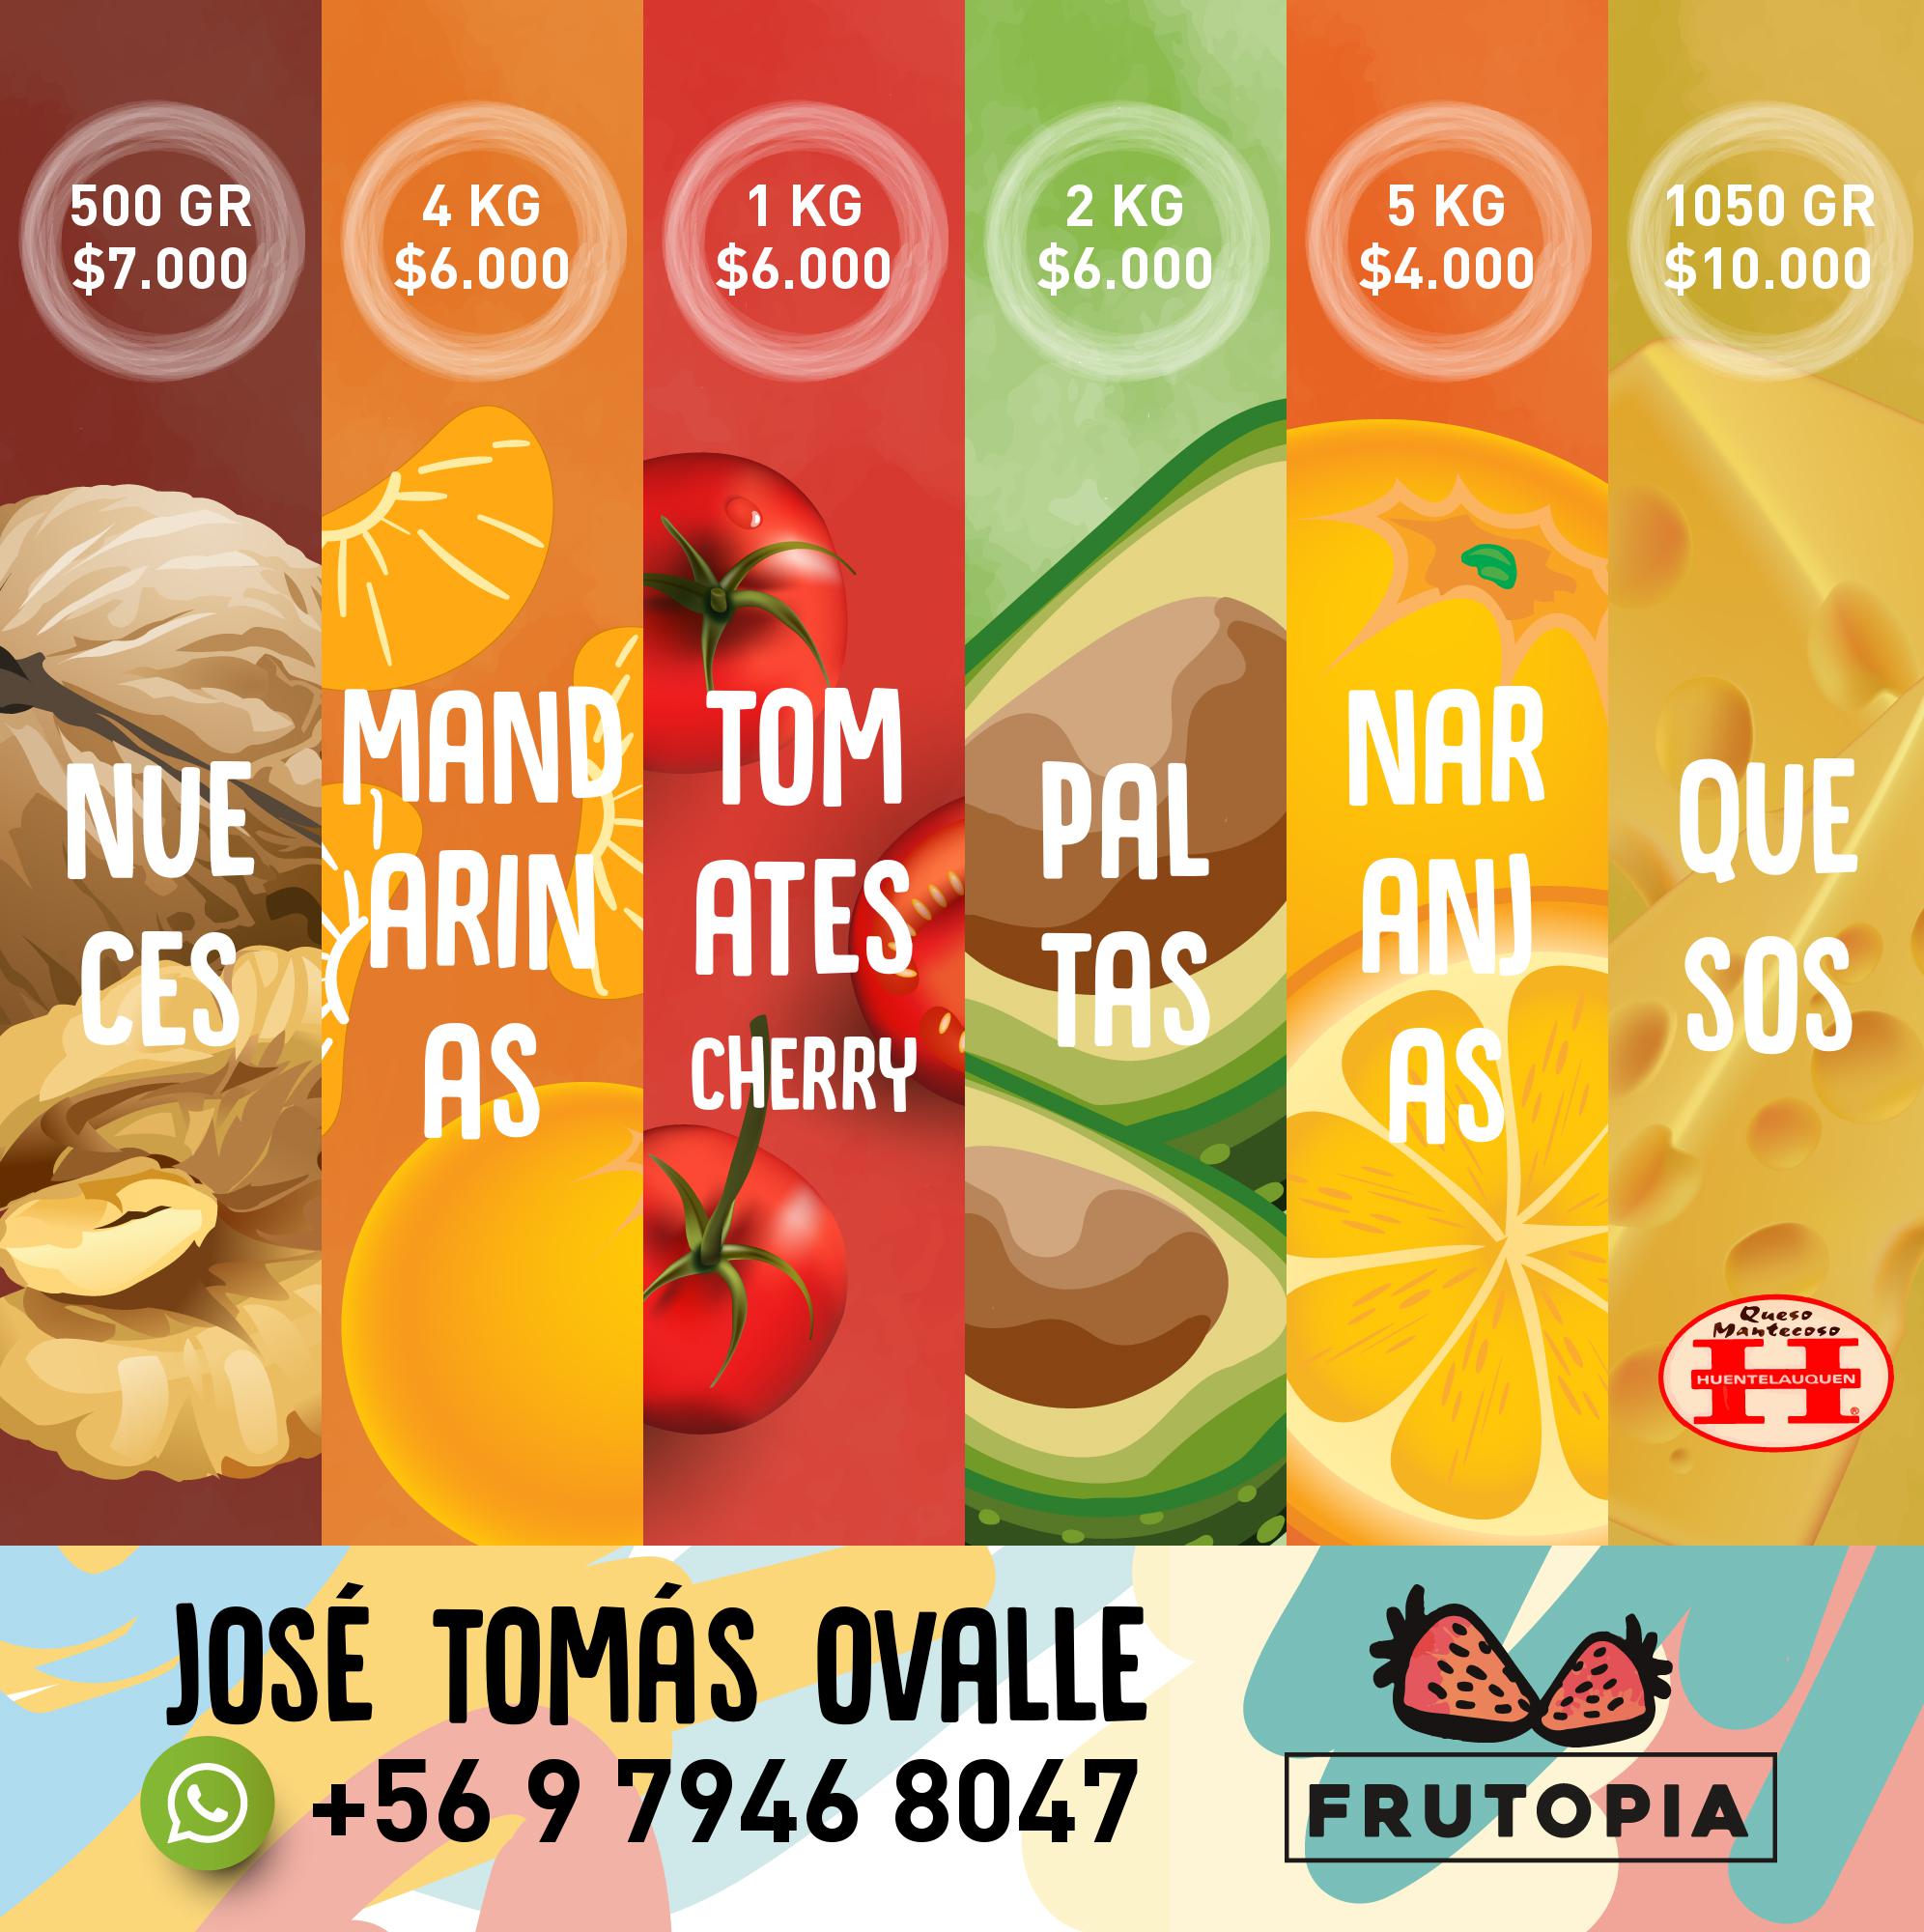 500 GR
$7.000
NUE
CES
4 KG
$6.000
MAND
ARIN
AS
1 KG
$6.000
TOM
ATES
CHERRY
2 KG
$6.000
PAL
TAS
5 KG
$4.000
NAR
ANJ
AS
1050 GR
$10.000
QUE
SOS
Queso
Mantecoso
H
HUENTELAUQUEN
®
JOSÉ TOMÁS OVALLE
+56 9 7946 8047
FRUTOPIA